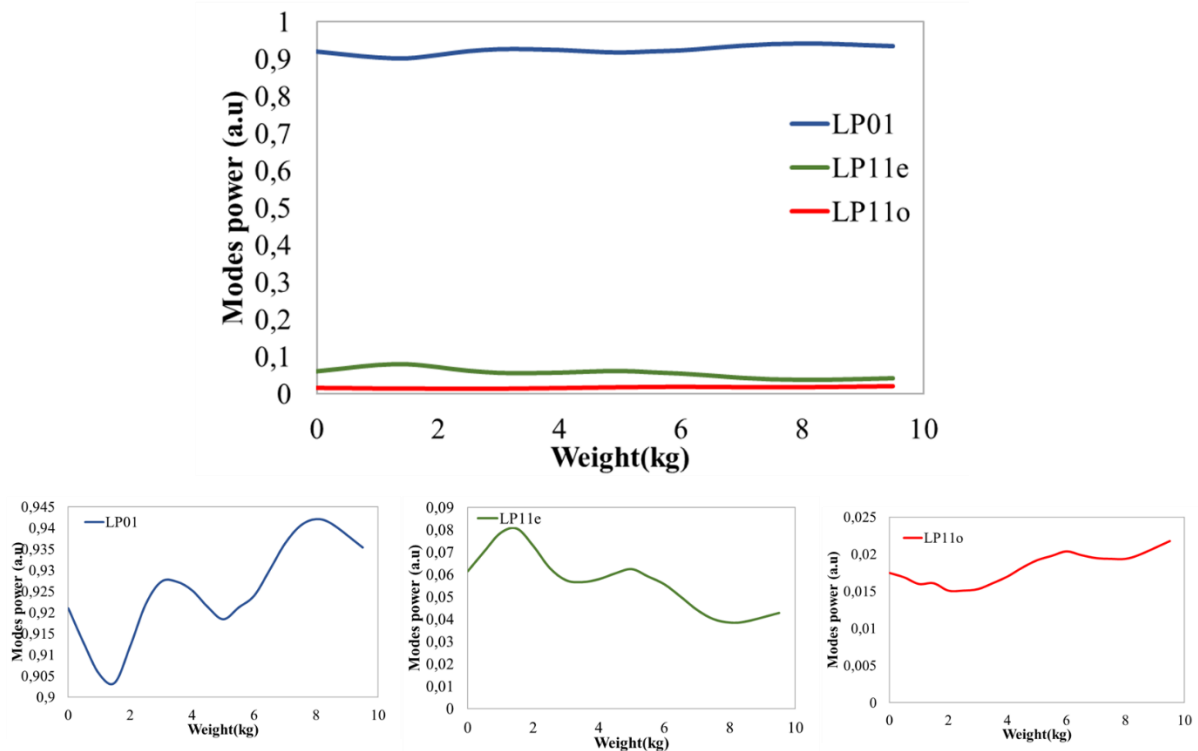 Modes power (a.u)
1
0,9
0,8
0,7
0,6
0,5
0,4
0,3
0,2
0,1
0
LP01
LP11e
LP11o
0 2 4 6 8 10
Weight(kg)
Modes power (a.u)
0,945
0,94
0,935
0,93
0,925
0,92
0,915
0,91
0,905
0,9
LP01
0 2 4 6 8 10
Weight(kg)
Modes power (a.u)
0,09
0,08
0,07
0,06
0,05
0,04
0,03
0,02
0,01
0
LP11e
0 2 4 6 8 10
Weight(kg)
Modes power (a.u)
0,025
0,02
0,015
0,01
0,005
0
LP11o
0 2 4 6 8 10
Weight(kg)